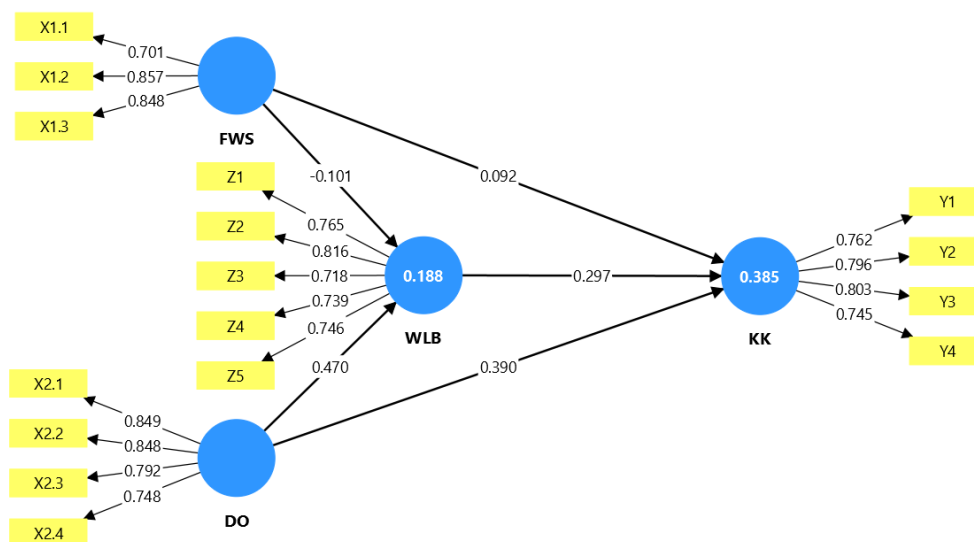 X1.1
0.701
X1.2
0.857
X1.3
0.848
FWS
-0.101
0.092
Z1
0.765
Z2
0.816
Z3
0.718
Z4
0.739
Z5
0.746
0.188
WLB
0.297
0.385
KK
Y1
0.762
Y2
0.796
Y3
0.803
Y4
0.745
0.470
0.390
X2.1
0.849
X2.2
0.848
X2.3
0.792
X2.4
0.748
DO